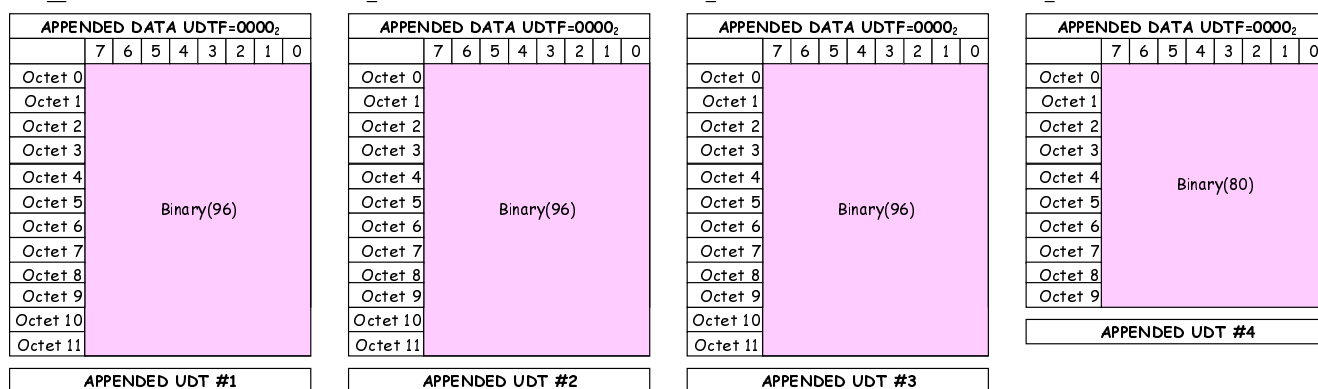 APPENDED DATA UDTF=0000₂
7 6 5 4 3 2 1 0
Octet 0
Octet 1
Octet 2
Octet 3
Octet 4
Octet 5
Octet 6
Octet 7
Octet 8
Octet 9
Octet 10
Octet 11
Binary(96)
APPENDED UDT #1
APPENDED DATA UDTF=0000₂
7 6 5 4 3 2 1 0
Octet 0
Octet 1
Octet 2
Octet 3
Octet 4
Octet 5
Octet 6
Octet 7
Octet 8
Octet 9
Octet 10
Octet 11
Binary(96)
APPENDED UDT #2
APPENDED DATA UDTF=0000₂
7 6 5 4 3 2 1 0
Octet 0
Octet 1
Octet 2
Octet 3
Octet 4
Octet 5
Octet 6
Octet 7
Octet 8
Octet 9
Octet 10
Octet 11
Binary(96)
APPENDED UDT #3
APPENDED DATA UDTF=0000₂
7 6 5 4 3 2 1 0
Octet 0
Octet 1
Octet 2
Octet 3
Octet 4
Octet 5
Octet 6
Octet 7
Octet 8
Octet 9
Binary(80)
APPENDED UDT #4